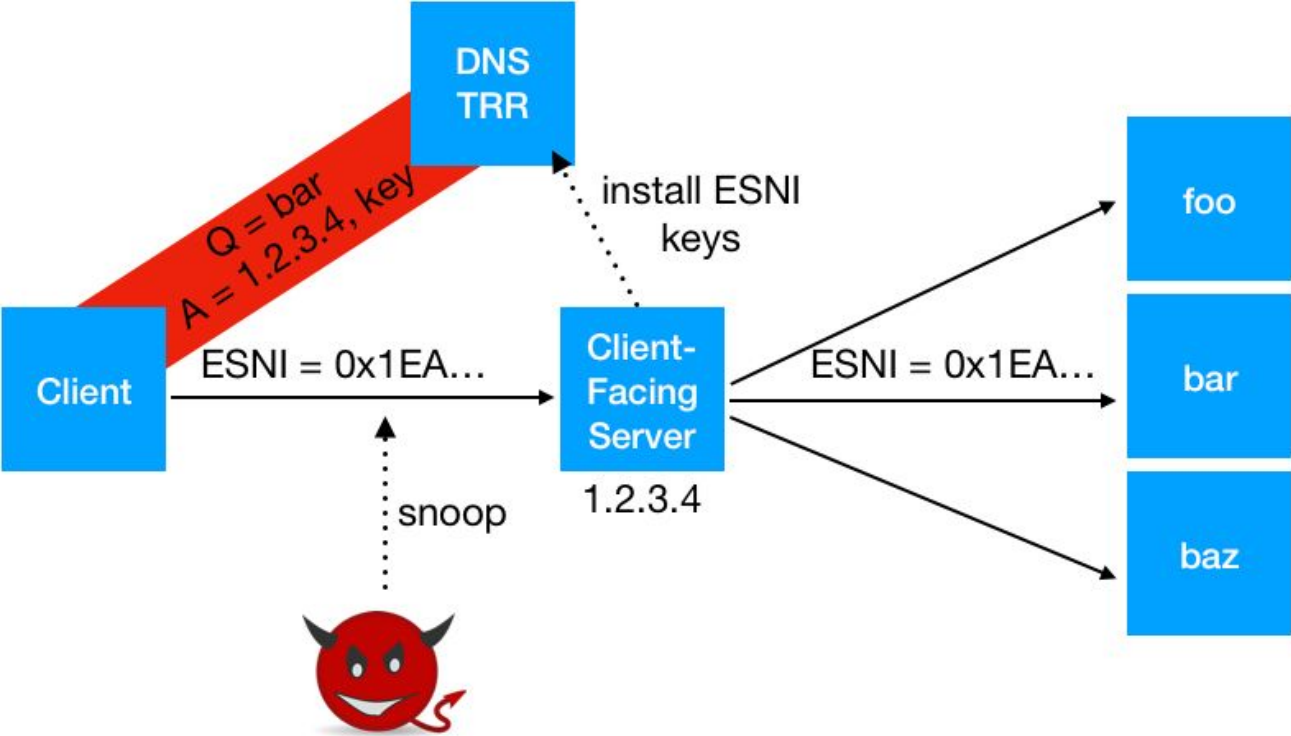 DNS
TRR
Q = bar
A = 1.2.3.4, key
install ESNI
keys
foo
Client
ESNI = 0x1EA...
Client-
Facing
Server
ESNI = 0x1EA...
bar
1.2.3.4
snoop
baz